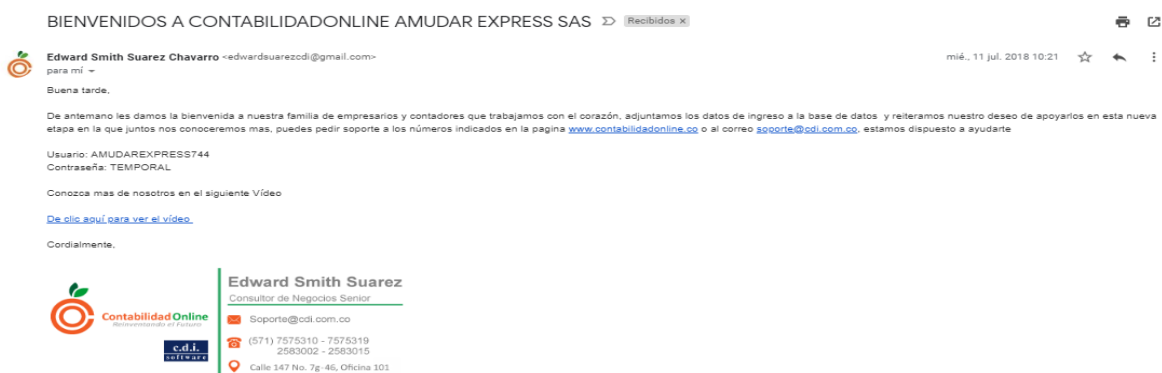 BIENVENIDOS A CONTABILIDADONLINE AMUDAR EXPRESS SAS Recibidos x
Edward Smith Suarez Chavarro <edwardsuarezcdi@gmail.com> mié., 11 jul. 2018 10:21
para mí
Buena tarde,
De antemano les damos la bienvenida a nuestra familia de empresarios y contadores que trabajamos con el corazón, adjuntamos los datos de ingreso a la base de datos y reiteramos nuestro deseo de apoyarlos en esta nueva
etapa en la que juntos nos conoceremos mas, puedes pedir soporte a los números indicados en la pagina www.contabilidadonline.co o al correo soporte@cdi.com.co, estamos dispuesto a ayudarte
Usuario: AMUDAREXPRESS744
Contraseña: TEMPORAL
Conozca mas de nosotros en el siguiente Vídeo
De clic aquí para ver el vídeo
Cordialmente,
Edward Smith Suarez
Consultor de Negocios Senior
ContabilidadOnline
Reinventando el Futuro
c.d.i.
software
Soporte@cdi.com.co
(571) 7575310 - 7575319
2583002 - 2583015
Calle 147 No. 7g-46, Oficina 101